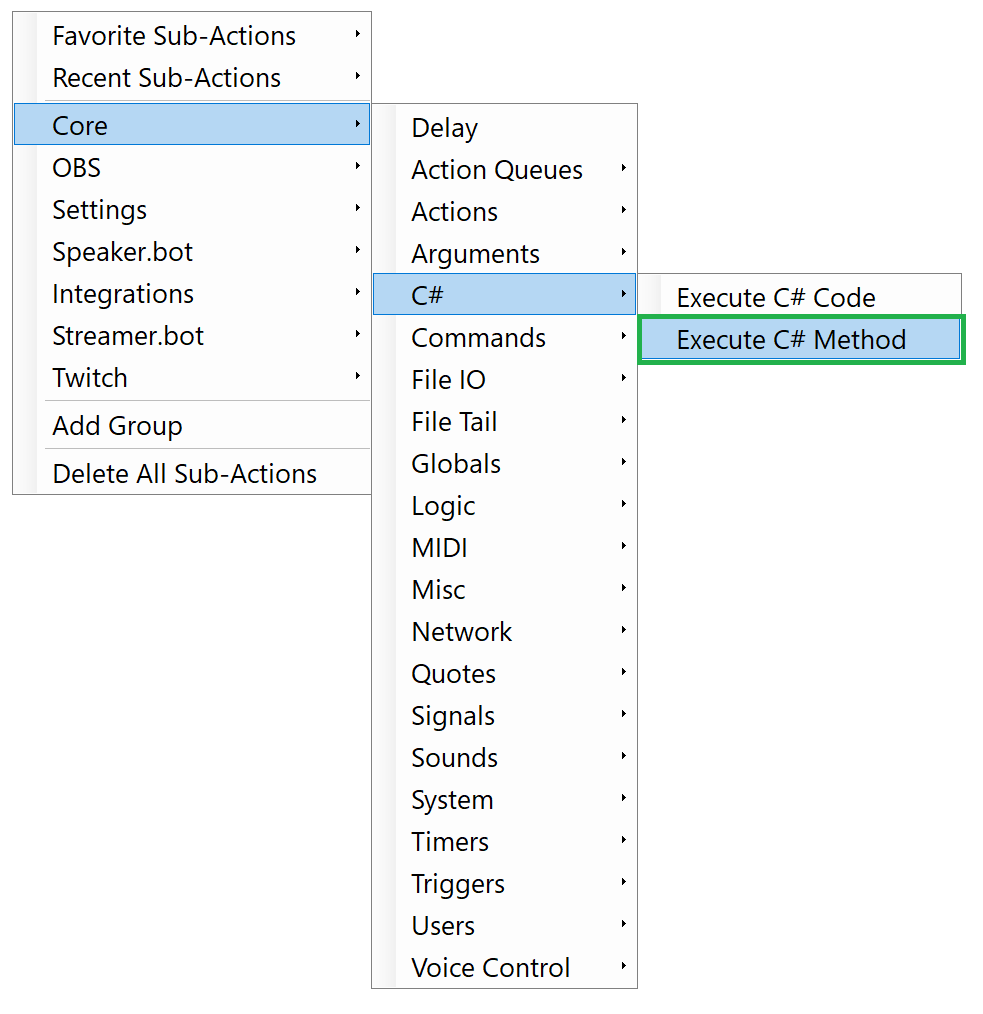 Favorite Sub-Actions
Recent Sub-Actions
Core
OBS
Settings
Speaker.bot
Integrations
Streamer.bot
Twitch
Add Group
Delete All Sub-Actions
Delay
Action Queues
Actions
Arguments
C#
Commands
File IO
File Tail
Globals
Logic
MIDI
Misc
Network
Quotes
Signals
Sounds
System
Timers
Triggers
Users
Voice Control
Execute C# Code
Execute C# Method